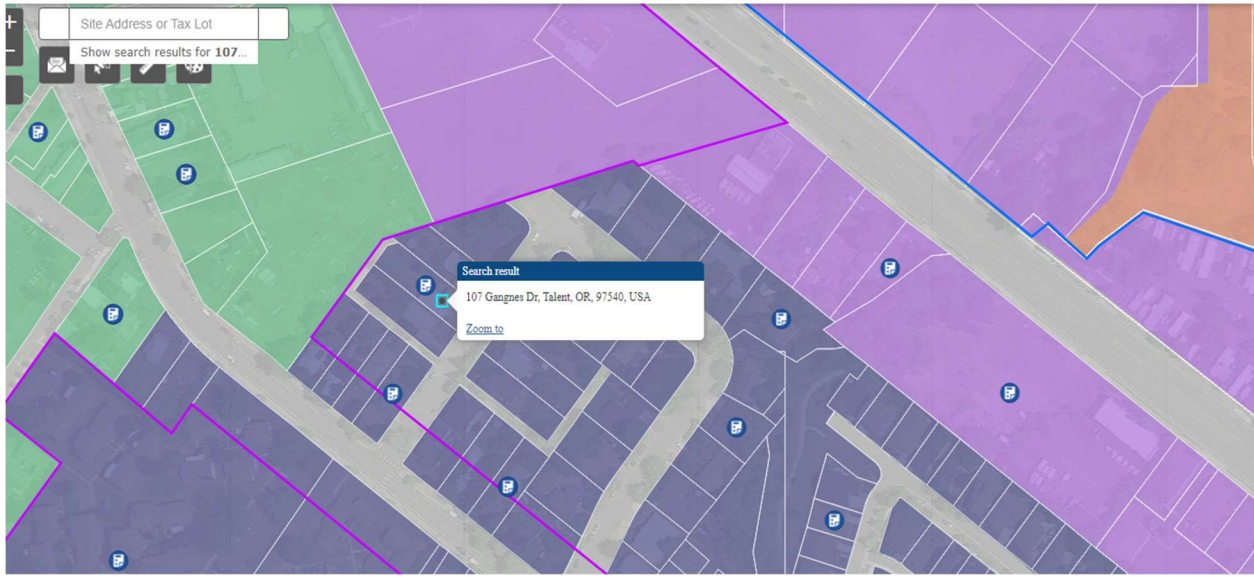 +
Site Address or Tax Lot
–
Show search results for 107...
Search result
107 Gangnes Dr, Talent, OR, 97540, USA
Zoom to